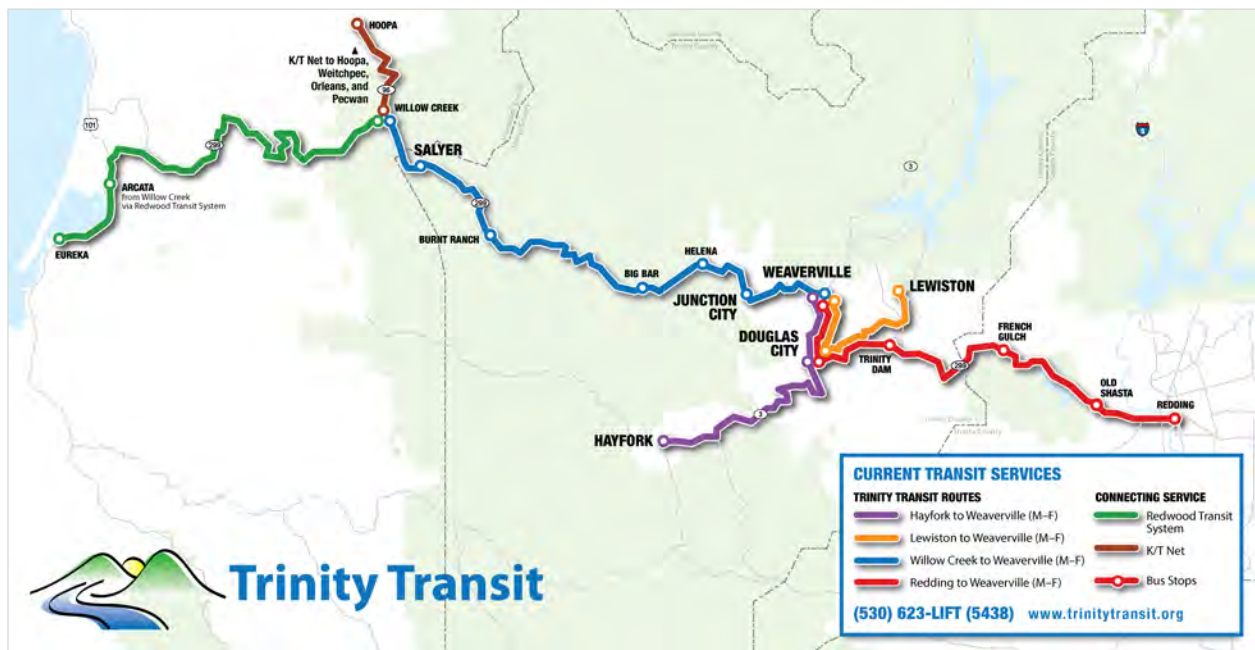 HOOPA
K/T Net to Hoopa,
Weitchpec,
Orleans, and
Pecwan
96
WILLOW CREEK
101
299
SALYER
3
5
ARCATA
from Willow Creek
via Redwood Transit System
299
BURNT RANCH
EUREKA
HELENA
WEAVERVILLE
BIG BAR
LEWISTON
JUNCTION
CITY
DOUGLAS
CITY
FRENCH
GULCH
TRINITY
DAM
299
OLD
SHASTA
REDDING
3
HAYFORK
CURRENT TRANSIT SERVICES
TRINITY TRANSIT ROUTES
Hayfork to Weaverville (M–F)
Lewiston to Weaverville (M–F)
Willow Creek to Weaverville (M–F)
Redding to Weaverville (M–F)
CONNECTING SERVICE
Redwood Transit
System
K/T Net
Bus Stops
(530) 623-LIFT (5438) www.trinitytransit.org
Trinity Transit